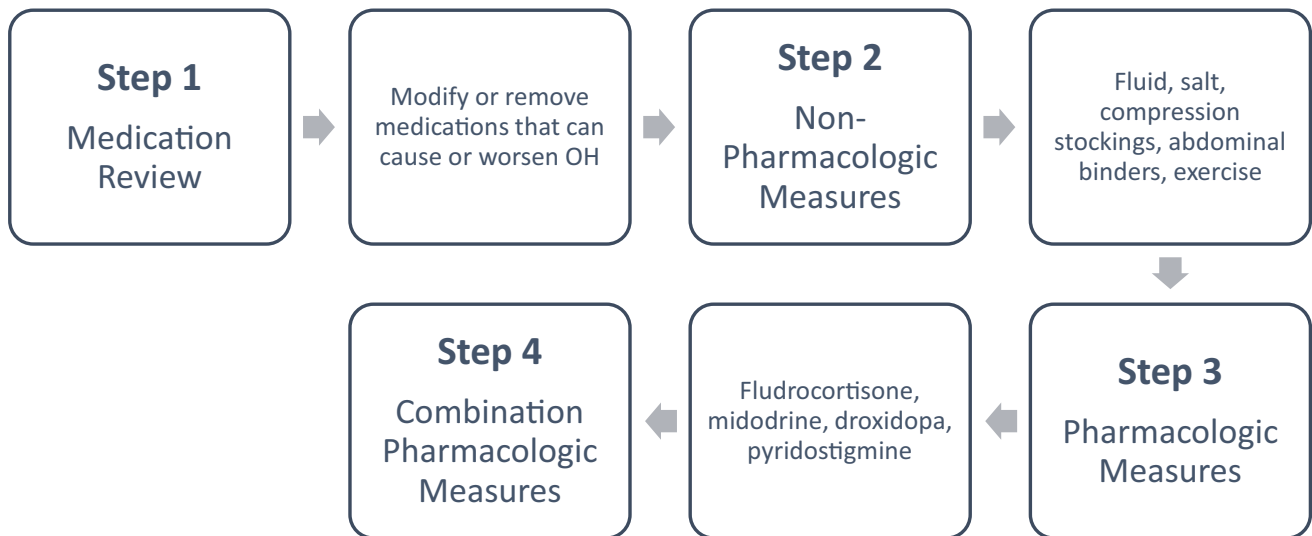 Step 1
Medication
Review
Modify or remove
medications that can
cause or worsen OH
Step 2
Non-
Pharmacologic
Measures
Fluid, salt,
compression
stockings, abdominal
binders, exercise
Step 3
Pharmacologic
Measures
Fludrocortisone,
midodrine, droxidopa,
pyridostigmine
Step 4
Combination
Pharmacologic
Measures